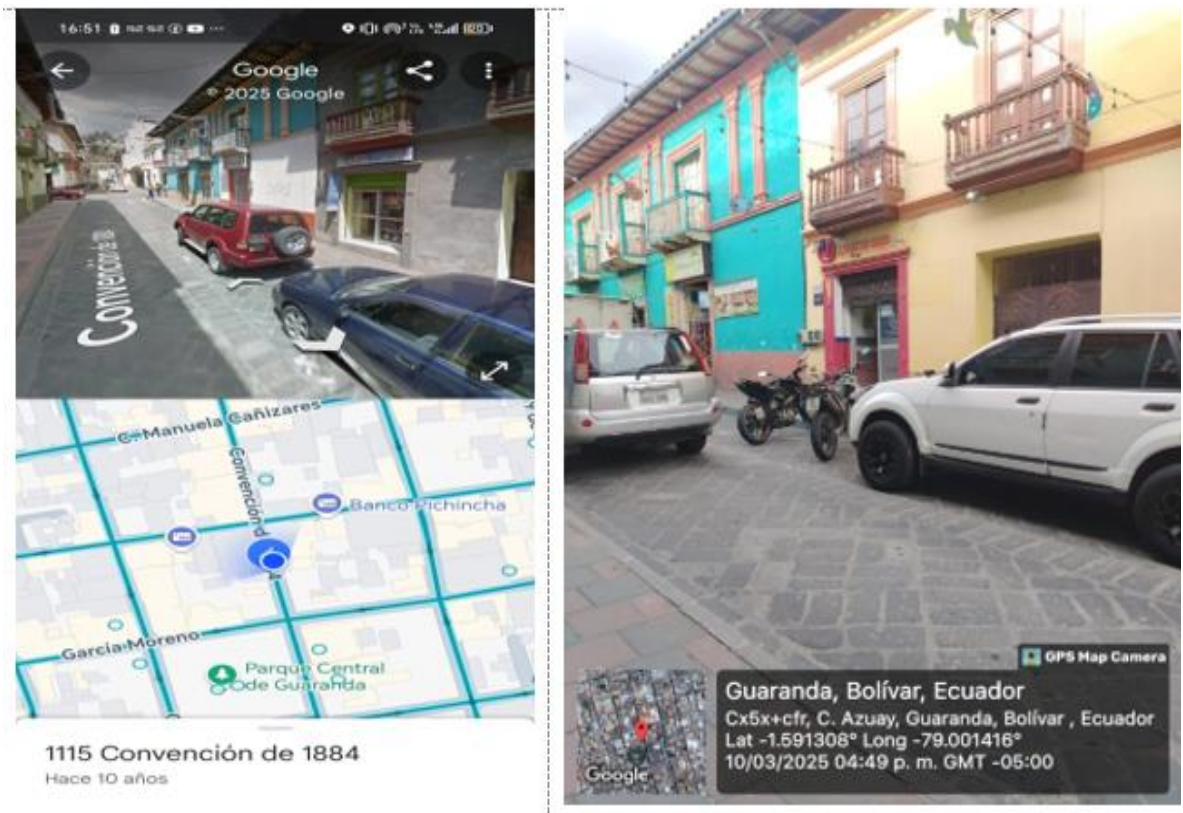 16:51
Google
© 2025 Google
Convención de
C. Manuela Cañizares
Convención d
Banco Pichincha
García Moreno
Parque Central
de Guaranda
1115 Convención de 1884
Hace 10 años
GPS Map Camera
Guaranda, Bolívar, Ecuador
Cx5x+cfr, C. Azuay, Guaranda, Bolívar , Ecuador
Lat -1.591308° Long -79.001416°
10/03/2025 04:49 p. m. GMT -05:00
Google